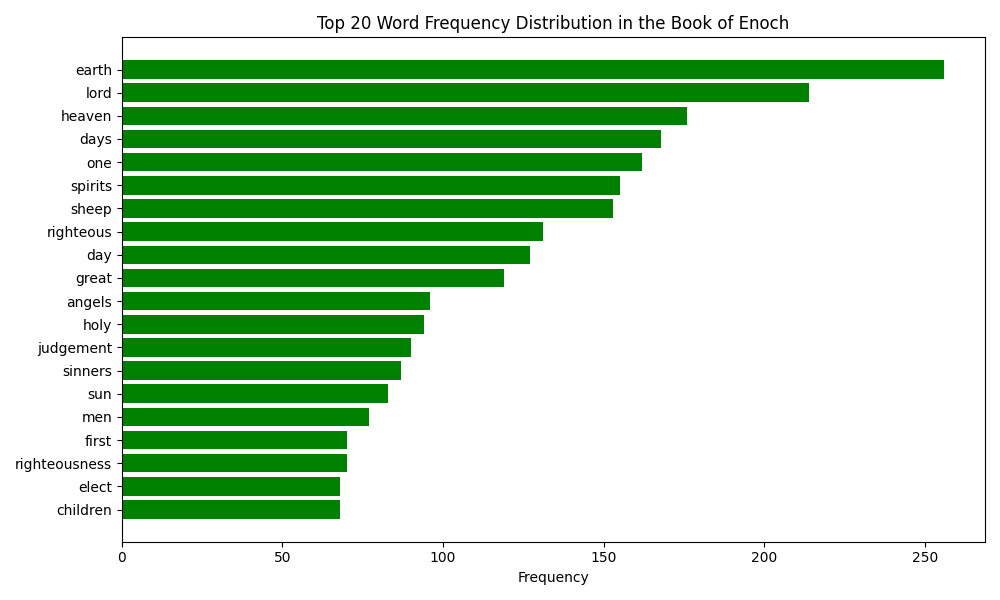 Top 20 Word Frequency Distribution in the Book of Enoch
earth
lord
heaven
days
one
spirits
sheep
righteous
day
great
angels
holy
judgement
sinners
sun
men
first
righteousness
elect
children
0 50 100 150 200 250
Frequency